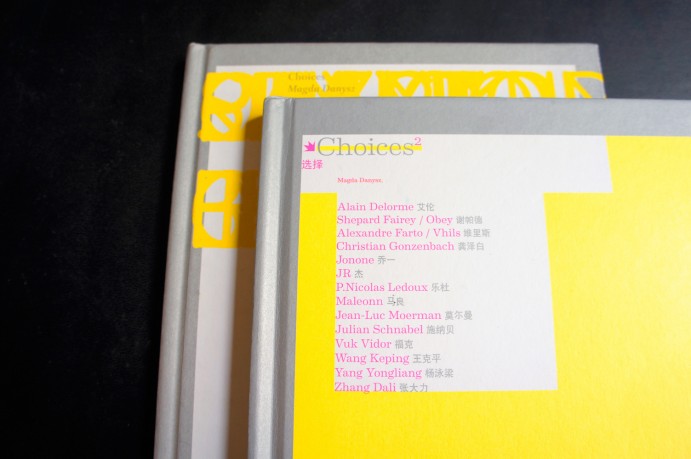 Choices
Magda Danysz
Choices²
选择
Magda Danysz
Alain Delorme 艾伦
Shepard Fairey / Obey 谢帕偷
Alexandre Farto / Vhils 维里斯
Christian Gonzenbach 贡泽白
Jonone 乔一
JR 杰
P.Nicolas Ledoux 乐杜
Maleonn 马良
Jean-Luc Moerman 莫尔曼
Julian Schnabel 施纳贝
Vuk Vidor 福克
Wang Keping 王克平
Yang Yongliang 杨泳梁
Zhang Dali 张大力